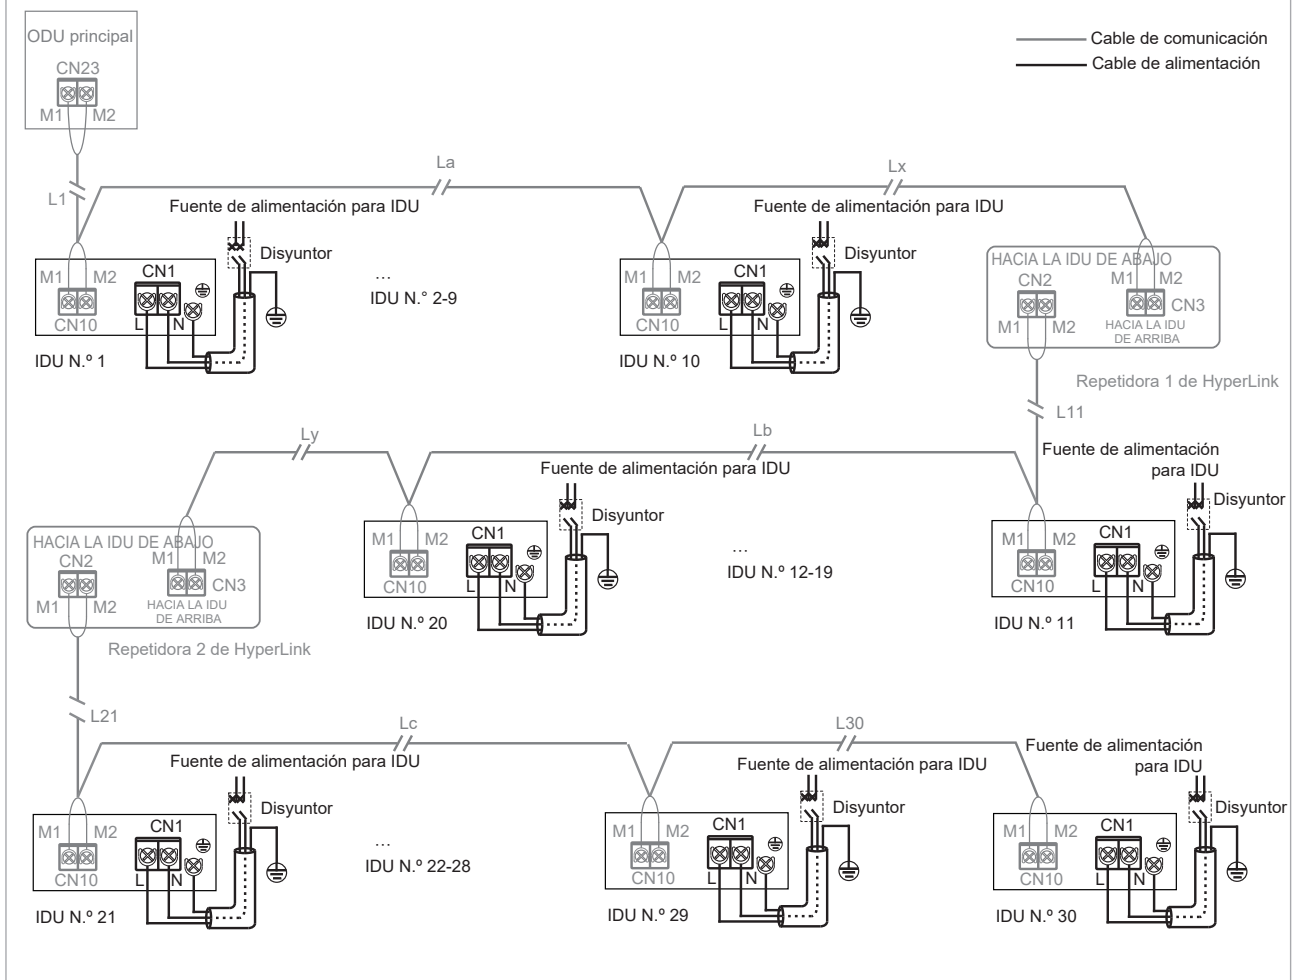 ODU principal
CN23
M1 M2
Cable de comunicación
Cable de alimentación
L1
La
Lx
Fuente de alimentación para IDU
Disyuntor
M1 M2
CN1
CN10
L N
IDU N.º 1
...
IDU N.° 2-9
Fuente de alimentación para IDU
Disyuntor
M1 M2
CN1
CN10
L N
IDU N.º 10
HACIA LA IDU DE ABAJO
CN2
M1 M2
M1 M2
CN3
HACIA LA IDU
DE ARRIBA
Repetidora 1 de HyperLink
L11
Ly
Lb
HACIA LA IDU DE ABAJO
CN2
M1 M2
M1 M2
CN3
HACIA LA IDU
DE ARRIBA
Repetidora 2 de HyperLink
Fuente de alimentación para IDU
Disyuntor
M1 M2
CN1
CN10
L N
IDU N.º 20
...
IDU N.º 12-19
Fuente de alimentación
para IDU
Disyuntor
M1 M2
CN1
CN10
L N
IDU N.º 11
L21
Lc
L30
Fuente de alimentación para IDU
Disyuntor
M1 M2
CN1
CN10
L N
IDU N.º 21
...
IDU N.º 22-28
Fuente de alimentación para IDU
Disyuntor
M1 M2
CN1
CN10
L N
IDU N.º 29
Fuente de alimentación
para IDU
Disyuntor
M1 M2
CN1
CN10
L N
IDU N.º 30